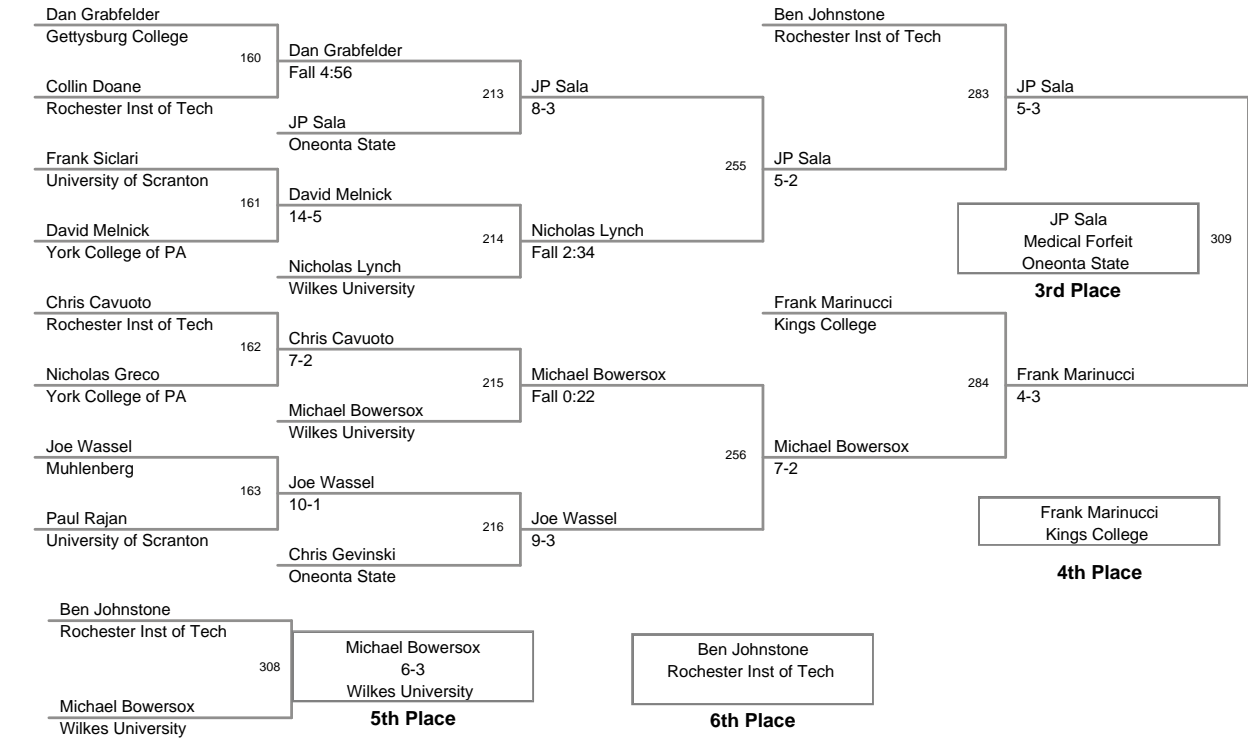 Dan Grabfelder
Gettysburg College
160
Collin Doane
Rochester Inst of Tech
Frank Siclari
University of Scranton
161
David Melnick
York College of PA
Chris Cavuoto
Rochester Inst of Tech
162
Nicholas Greco
York College of PA
Joe Wassel
Muhlenberg
163
Paul Rajan
University of Scranton
Dan Grabfelder
Fall 4:56
213
JP Sala
Oneonta State
David Melnick
14-5
214
Nicholas Lynch
Wilkes University
Chris Cavuoto
7-2
215
Michael Bowersox
Wilkes University
Joe Wassel
10-1
216
Chris Gevinski
Oneonta State
JP Sala
8-3
255
Nicholas Lynch
Fall 2:34
Michael Bowersox
Fall 0:22
256
Joe Wassel
9-3
Ben Johnstone
Rochester Inst of Tech
283
JP Sala
5-2
Frank Marinucci
Kings College
284
Michael Bowersox
7-2
JP Sala
5-3
JP Sala
Medical Forfeit
Oneonta State
309
3rd Place
Frank Marinucci
4-3
Frank Marinucci
Kings College
4th Place
Ben Johnstone
Rochester Inst of Tech
308
Michael Bowersox
Wilkes University
Michael Bowersox
6-3
Wilkes University
5th Place
Ben Johnstone
Rochester Inst of Tech
6th Place